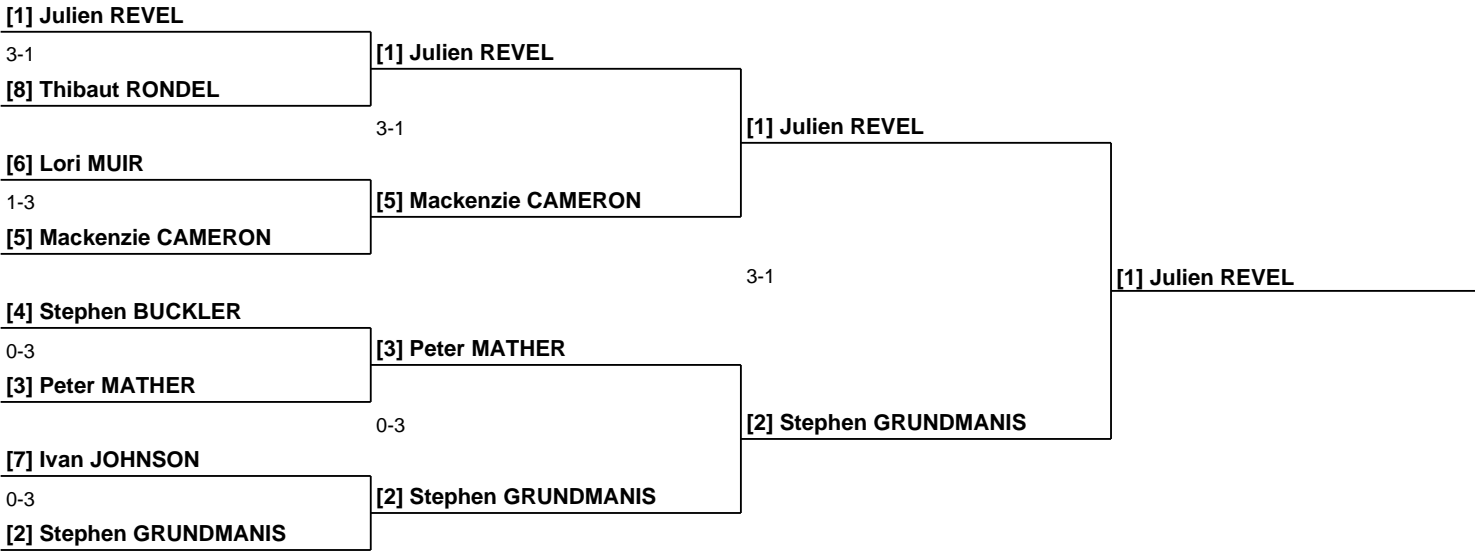 [1] Julien REVEL
3-1
[8] Thibaut RONDEL
[1] Julien REVEL
3-1
[6] Lori MUIR
1-3
[5] Mackenzie CAMERON
[5] Mackenzie CAMERON
[1] Julien REVEL
3-1
[4] Stephen BUCKLER
0-3
[3] Peter MATHER
[3] Peter MATHER
0-3
[7] Ivan JOHNSON
0-3
[2] Stephen GRUNDMANIS
[2] Stephen GRUNDMANIS
[2] Stephen GRUNDMANIS
[1] Julien REVEL